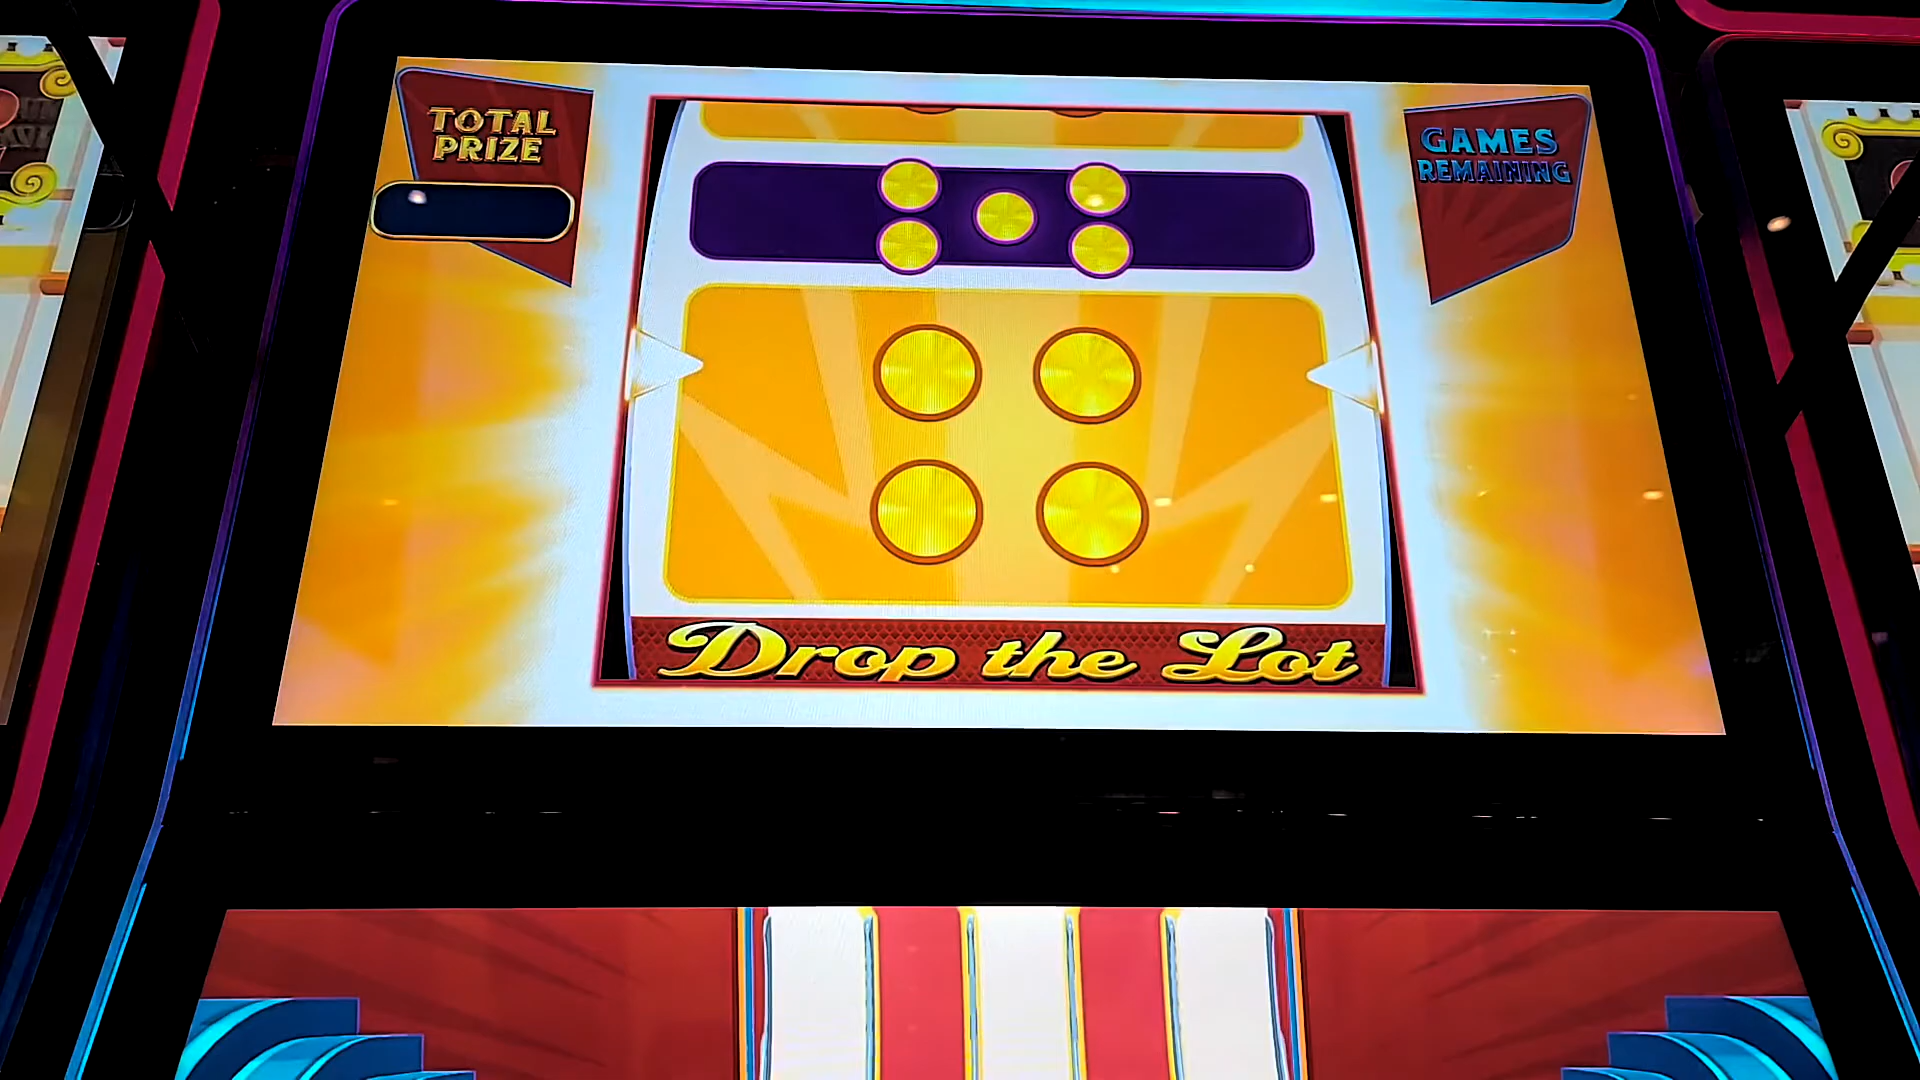 TOTAL
PRIZE
GAMES
REMAINING
Drop the Lot